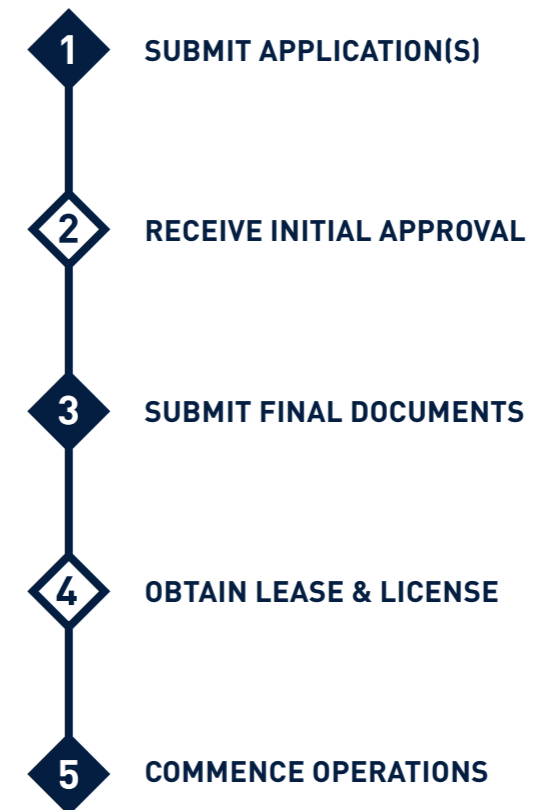 1 SUBMIT APPLICATION(S)
2 RECEIVE INITIAL APPROVAL
3 SUBMIT FINAL DOCUMENTS
4 OBTAIN LEASE & LICENSE
5 COMMENCE OPERATIONS